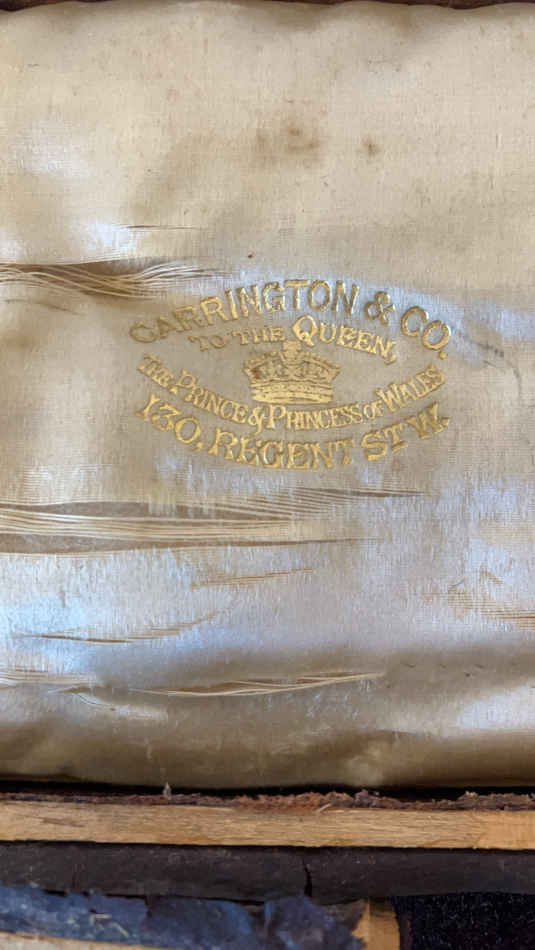 CARRINGTON & CO.
TO THE QUEEN,
THE PRINCE & PRINCESS OF WALES
130, REGENT ST W.